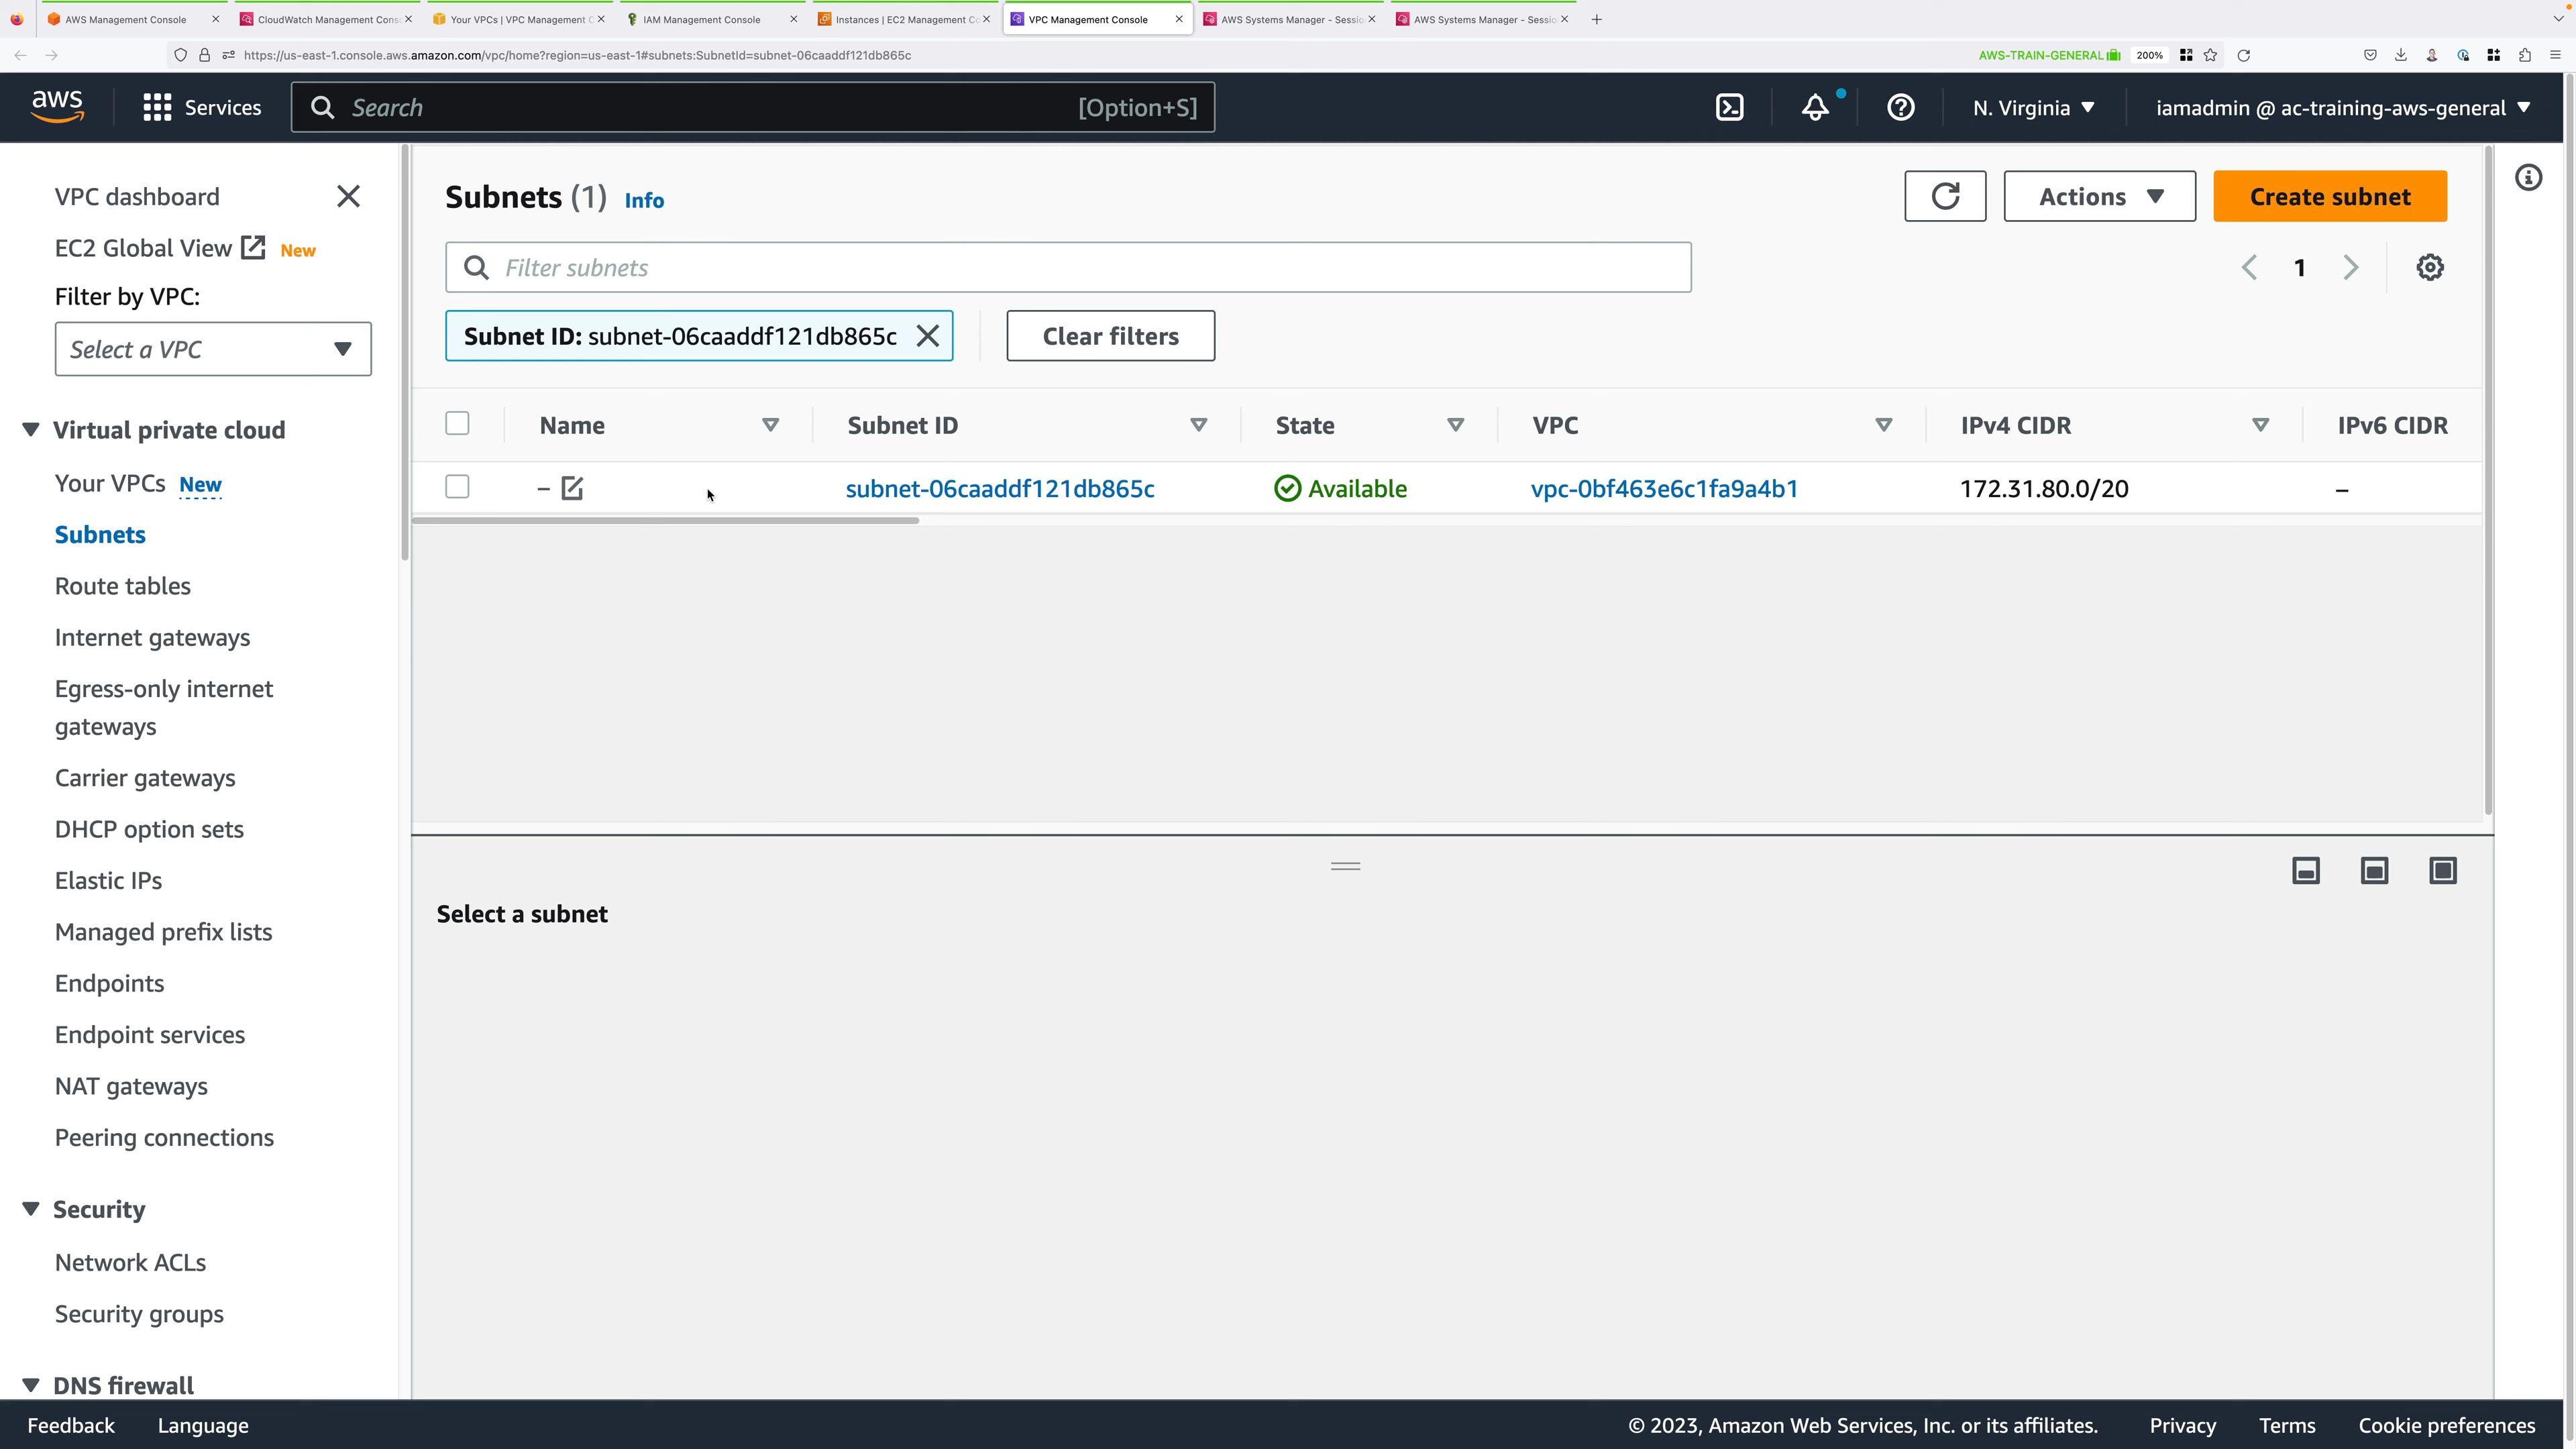 AWS Management Console
CloudWatch Management Consc
Your VPCs | VPC Management C
IAM Management Console
Instances | EC2 Management Co
VPC Management Console
AWS Systems Manager - Sessio
AWS Systems Manager - Sessio
https://us-east-1.console.aws.amazon.com/vpc/home?region=us-east-1#subnets:SubnetId=subnet-06caaddf121db865c
AWS-TRAIN-GENERAL
200%
aws
Services
Search
[Option+S]
N. Virginia
iamadmin @ ac-training-aws-general
VPC dashboard
EC2 Global View New
Filter by VPC:
Select a VPC
Virtual private cloud
Your VPCs New
Subnets
Route tables
Internet gateways
Egress-only internet
gateways
Carrier gateways
DHCP option sets
Elastic IPs
Managed prefix lists
Endpoints
Endpoint services
NAT gateways
Peering connections
Security
Network ACLs
Security groups
DNS firewall
Subnets (1) Info
Actions
Create subnet
Filter subnets
1
Subnet ID: subnet-06caaddf121db865c
Clear filters
Name Subnet ID State VPC IPv4 CIDR IPv6 CIDR
– subnet-06caaddf121db865c Available vpc-0bf463e6c1fa9a4b1 172.31.80.0/20 –
Select a subnet
Feedback Language
© 2023, Amazon Web Services, Inc. or its affiliates. Privacy Terms Cookie preferences